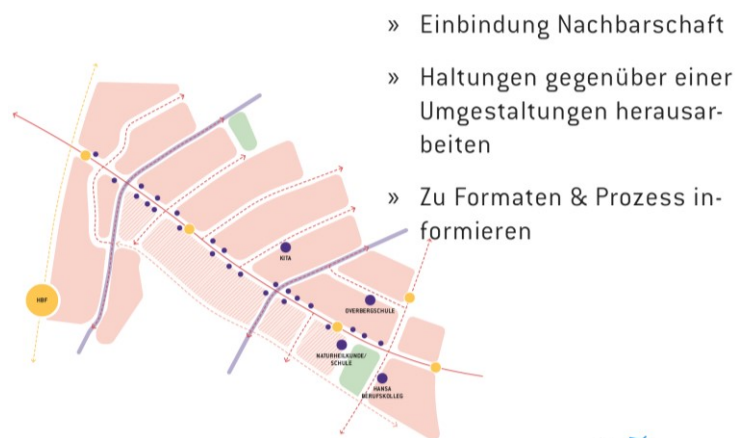 » Einbindung Nachbarschaft
» Haltungen gegenüber einer
Umgestaltungen herausar-
beiten
» Zu Formaten & Prozess in-
formieren
KITA
HBF
OVERBERGSCHULE
NATURHEILKUNDE/
SCHULE
HANSA
BERUFSKOLLEG